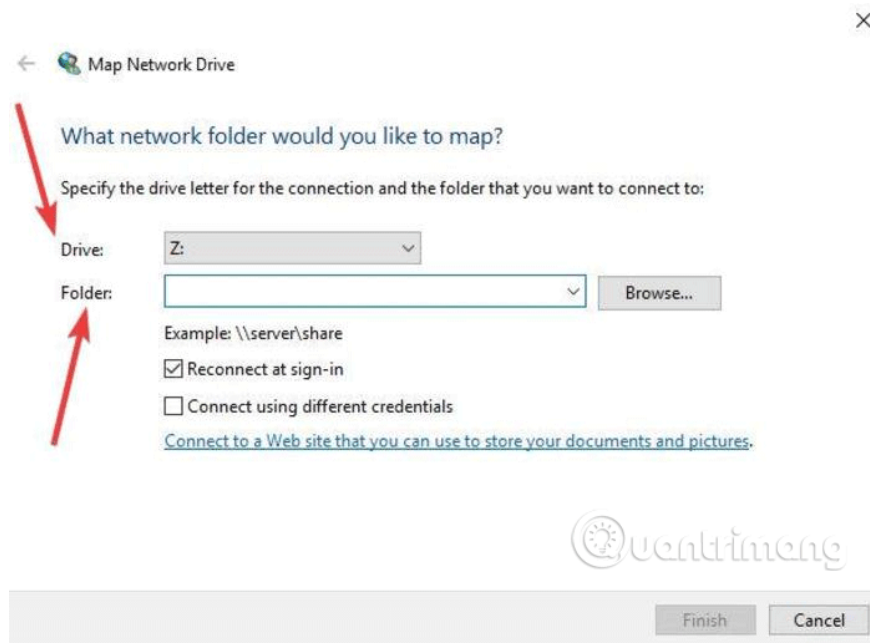 Map Network Drive
What network folder would you like to map?
Specify the drive letter for the connection and the folder that you want to connect to:
Drive: Z:
Folder: Browse...
Example: \\server\share
Reconnect at sign-in
Connect using different credentials
Connect to a Web site that you can use to store your documents and pictures.
Quantrimang
Finish Cancel